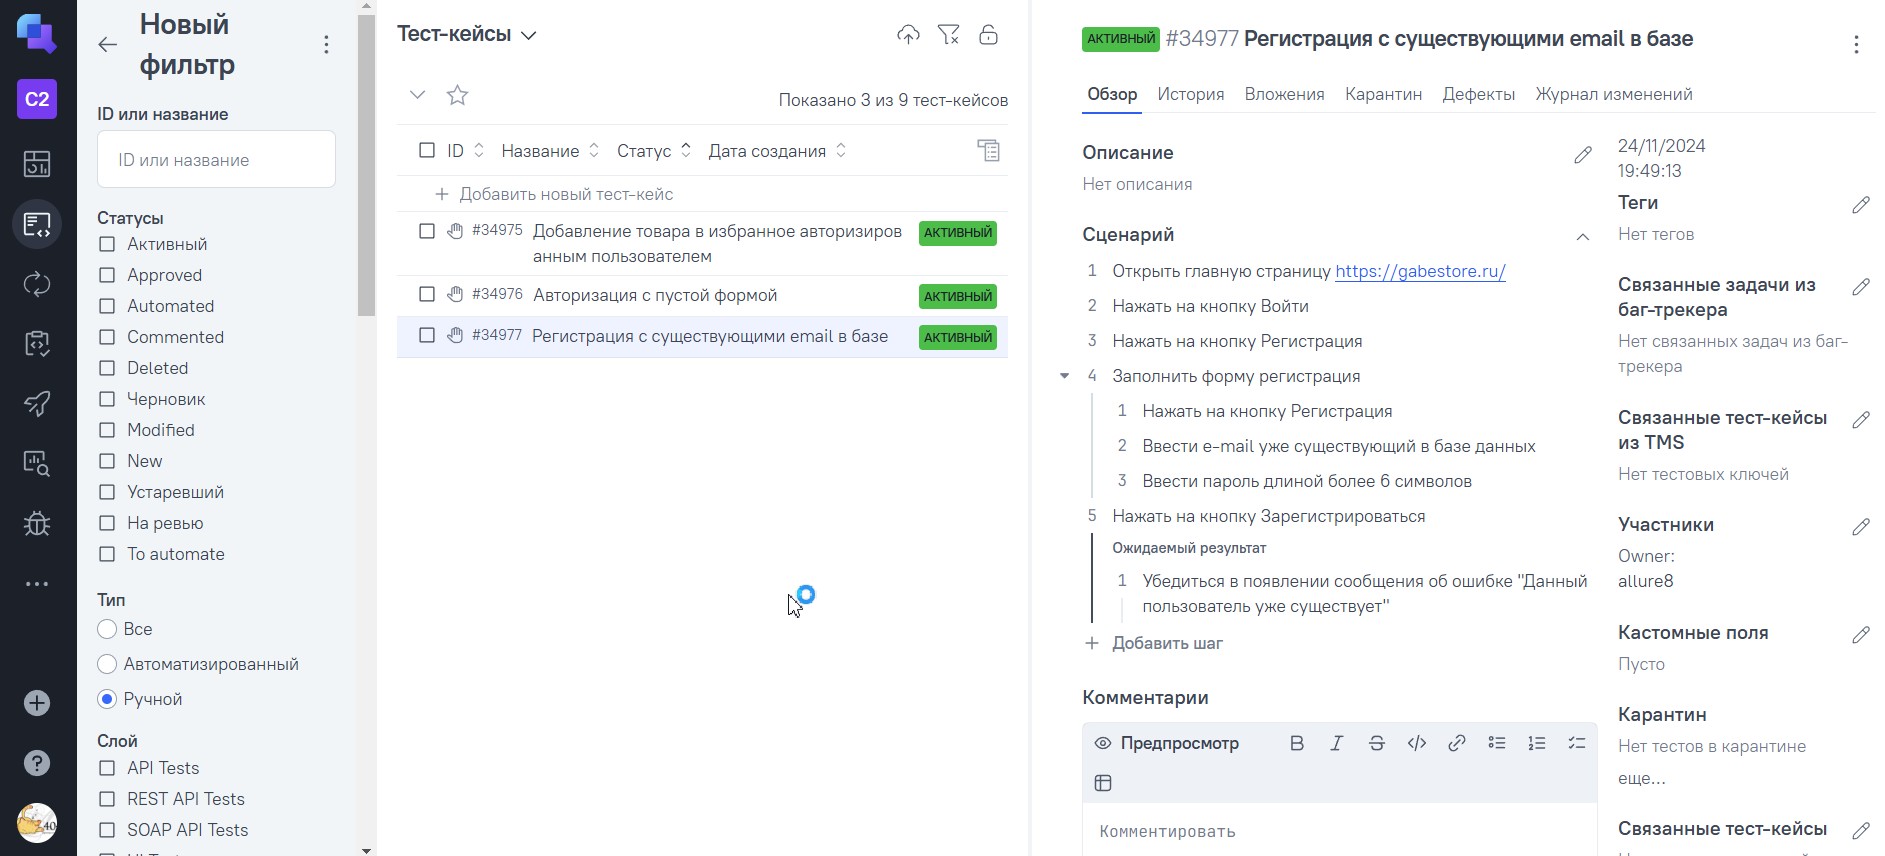 C2
Новый
фильтр
ID или название
ID или название
Статусы
Активный
Approved
Automated
Commented
Deleted
Черновик
Modified
New
Устаревший
На ревью
To automate
Тип
Все
Автоматизированный
Ручной
Слой
API Tests
REST API Tests
SOAP API Tests
Тест-кейсы
Показано 3 из 9 тест-кейсов
ID Название Статус Дата создания
Добавить новый тест-кейс
#34975 Добавление товара в избранное авторизиров АКТИВНЫЙ
анным пользователем
#34976 Авторизация с пустой формой АКТИВНЫЙ
#34977 Регистрация с существующими email в базе АКТИВНЫЙ
АКТИВНЫЙ #34977 Регистрация с существующими email в базе
Обзор История Вложения Карантин Дефекты Журнал изменений
Описание
Нет описания
Сценарий
1 Открыть главную страницу https://gabestore.ru/
2 Нажать на кнопку Войти
3 Нажать на кнопку Регистрация
4 Заполнить форму регистрация
1 Нажать на кнопку Регистрация
2 Ввести e-mail уже существующий в базе данных
3 Ввести пароль длиной более 6 символов
5 Нажать на кнопку Зарегистрироваться
Ожидаемый результат
1 Убедиться в появлении сообщения об ошибке "Данный
пользователь уже существует"
Добавить шаг
Комментарии
Предпросмотр
Комментировать
24/11/2024
19:49:13
Теги
Нет тегов
Связанные задачи из
баг-трекера
Нет связанных задач из баг-
трекера
Связанные тест-кейсы
из TMS
Нет тестовых ключей
Участники
Owner:
allure8
Кастомные поля
Пусто
Карантин
Нет тестов в карантине
еще...
Связанные тест-кейсы